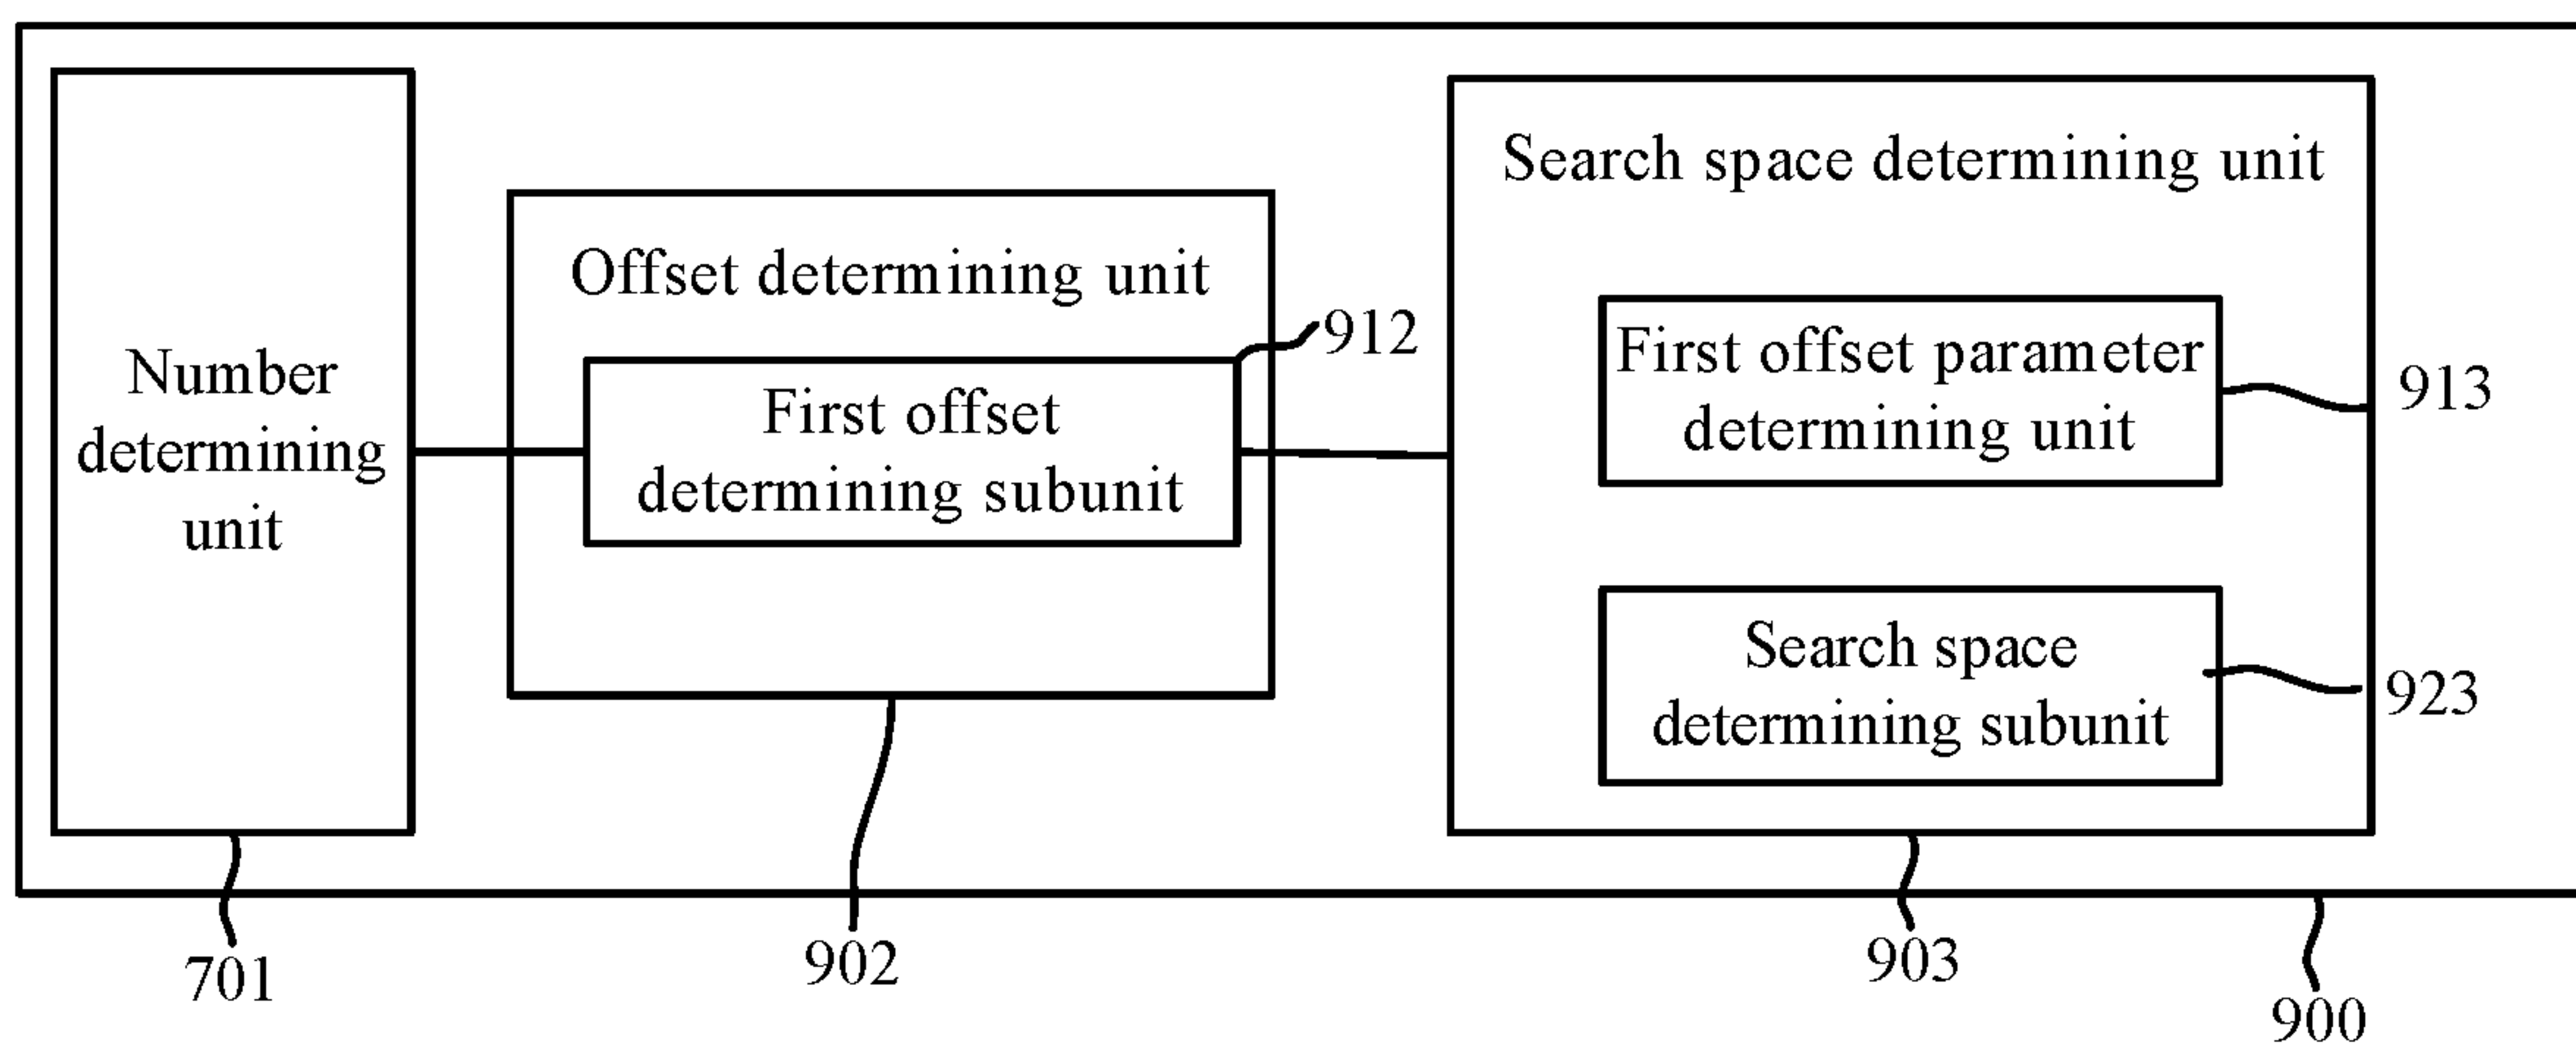 Number
determining
unit
701
Offset determining unit
912
First offset
determining subunit
902
Search space determining unit
First offset parameter
determining unit
913
Search space
determining subunit
923
903
900